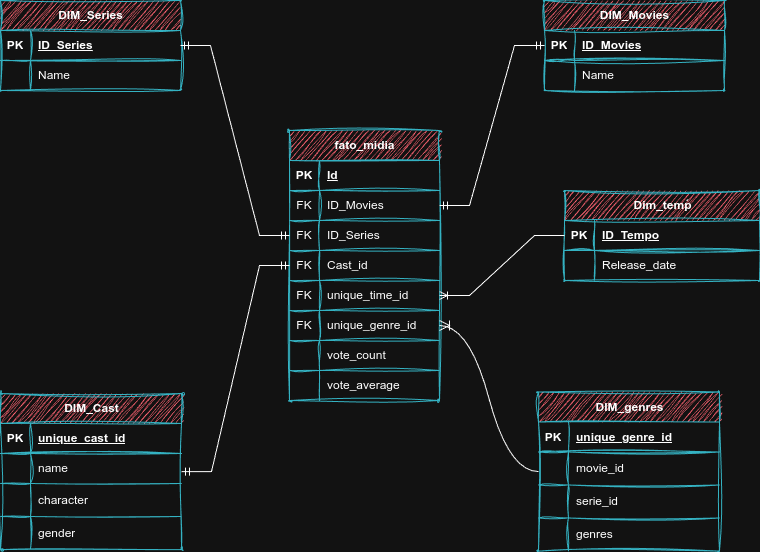 DIM_Series
PK ID_Series
Name
DIM_Movies
PK ID_Movies
Name
fato_midia
PK Id
FK ID_Movies
FK ID_Series
FK Cast_id
FK unique_time_id
FK unique_genre_id
vote_count
vote_average
Dim_temp
PK ID_Tempo
Release_date
DIM_Cast
PK unique_cast_id
name
character
gender
DIM_genres
PK unique_genre_id
movie_id
serie_id
genres